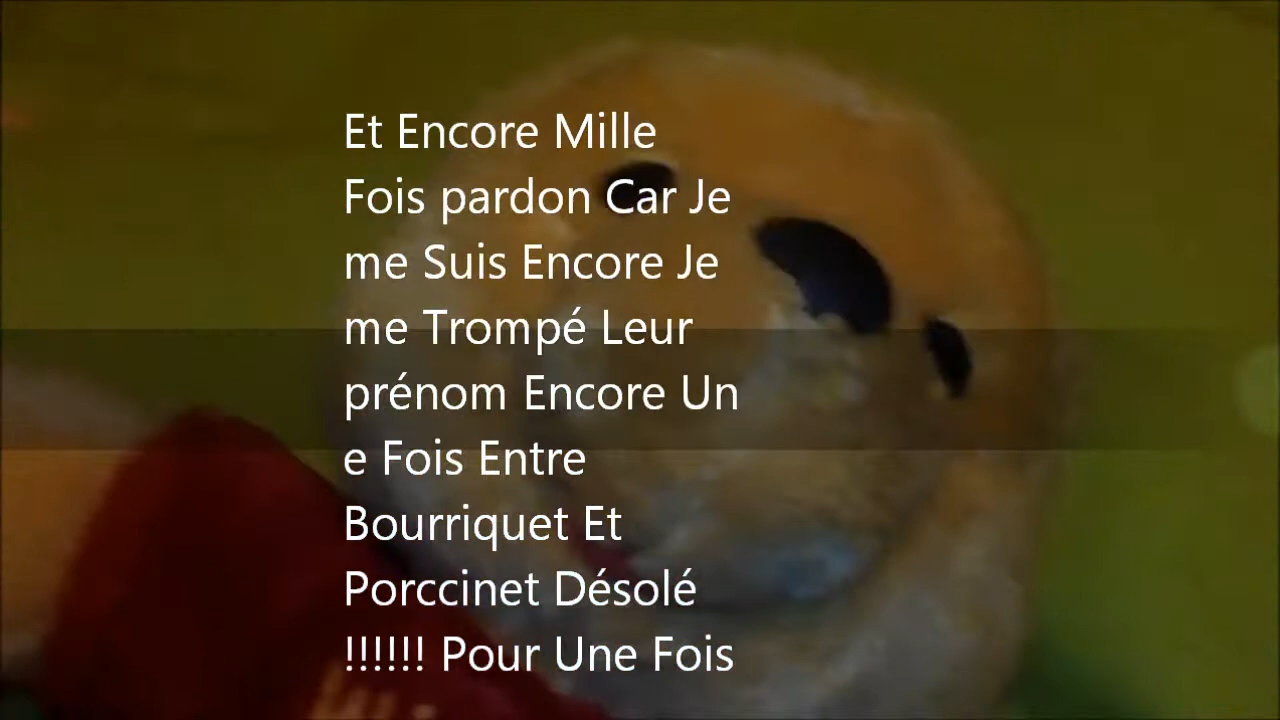 Et Encore Mille
Fois pardon Car Je
me Suis Encore Je
me Trompé Leur
prénom Encore Un
e Fois Entre
Bourriquet Et
Porccinet Désolé
!!!!!! Pour Une Fois